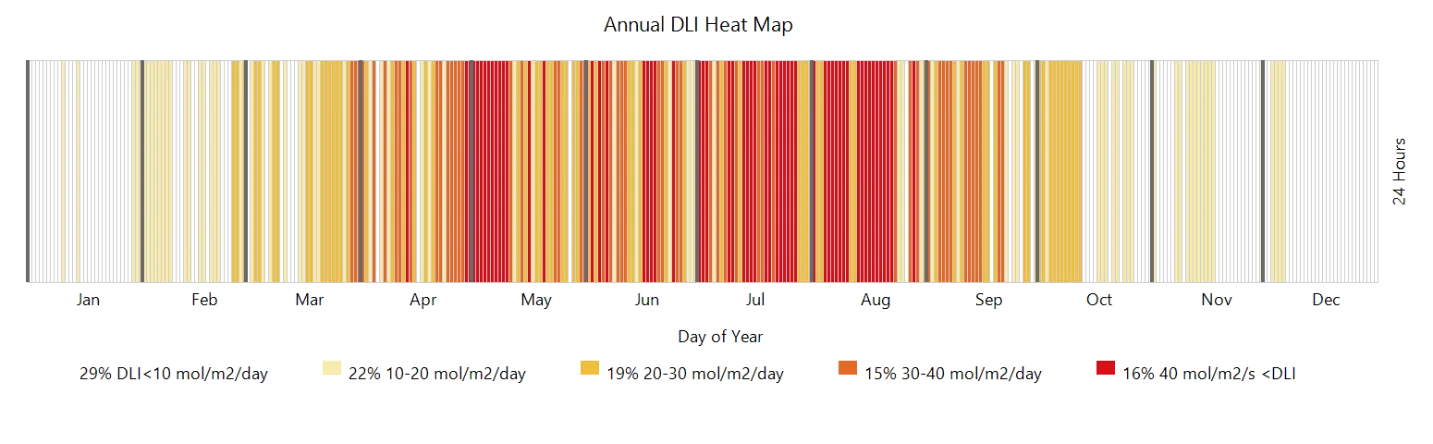 Annual DLI Heat Map
24 Hours
Jan Feb Mar Apr May Jun Jul Aug Sep Oct Nov Dec
Day of Year
29% DLI<10 mol/m2/day 22% 10-20 mol/m2/day 19% 20-30 mol/m2/day 15% 30-40 mol/m2/day 16% 40 mol/m2/s <DLI